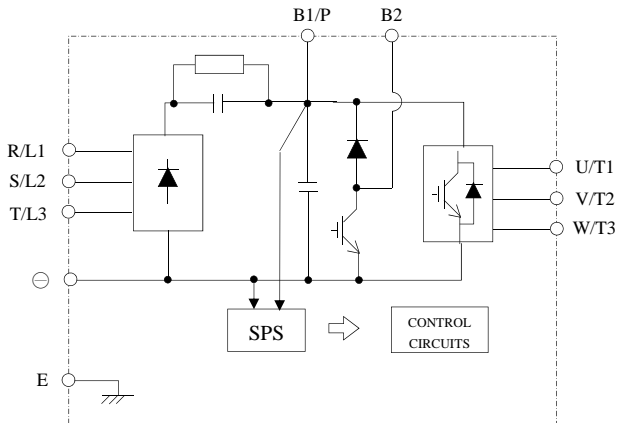 B1/P
B2
R/L1
S/L2
T/L3
U/T1
V/T2
W/T3
⊖
SPS
CONTROL
CIRCUITS
E